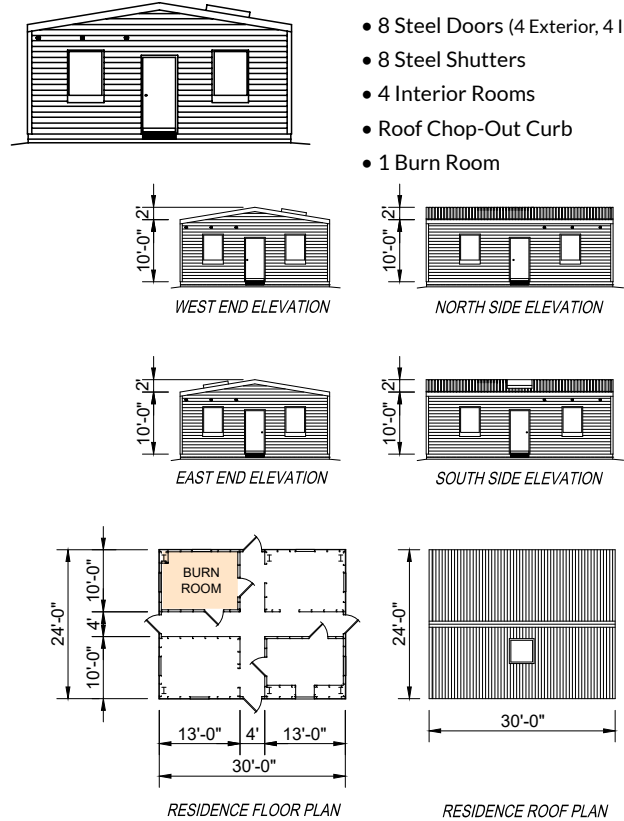 • 8 Steel Doors (4 Exterior, 4 I
• 8 Steel Shutters
• 4 Interior Rooms
• Roof Chop-Out Curb
• 1 Burn Room
2'
10'-0"
WEST END ELEVATION
2'
10'-0"
NORTH SIDE ELEVATION
2'
10'-0"
EAST END ELEVATION
2'
10'-0"
SOUTH SIDE ELEVATION
24'-0"
10'-0"
4'
10'-0"
BURN
ROOM
13'-0" 4' 13'-0"
30'-0"
RESIDENCE FLOOR PLAN
24'-0"
30'-0"
RESIDENCE ROOF PLAN